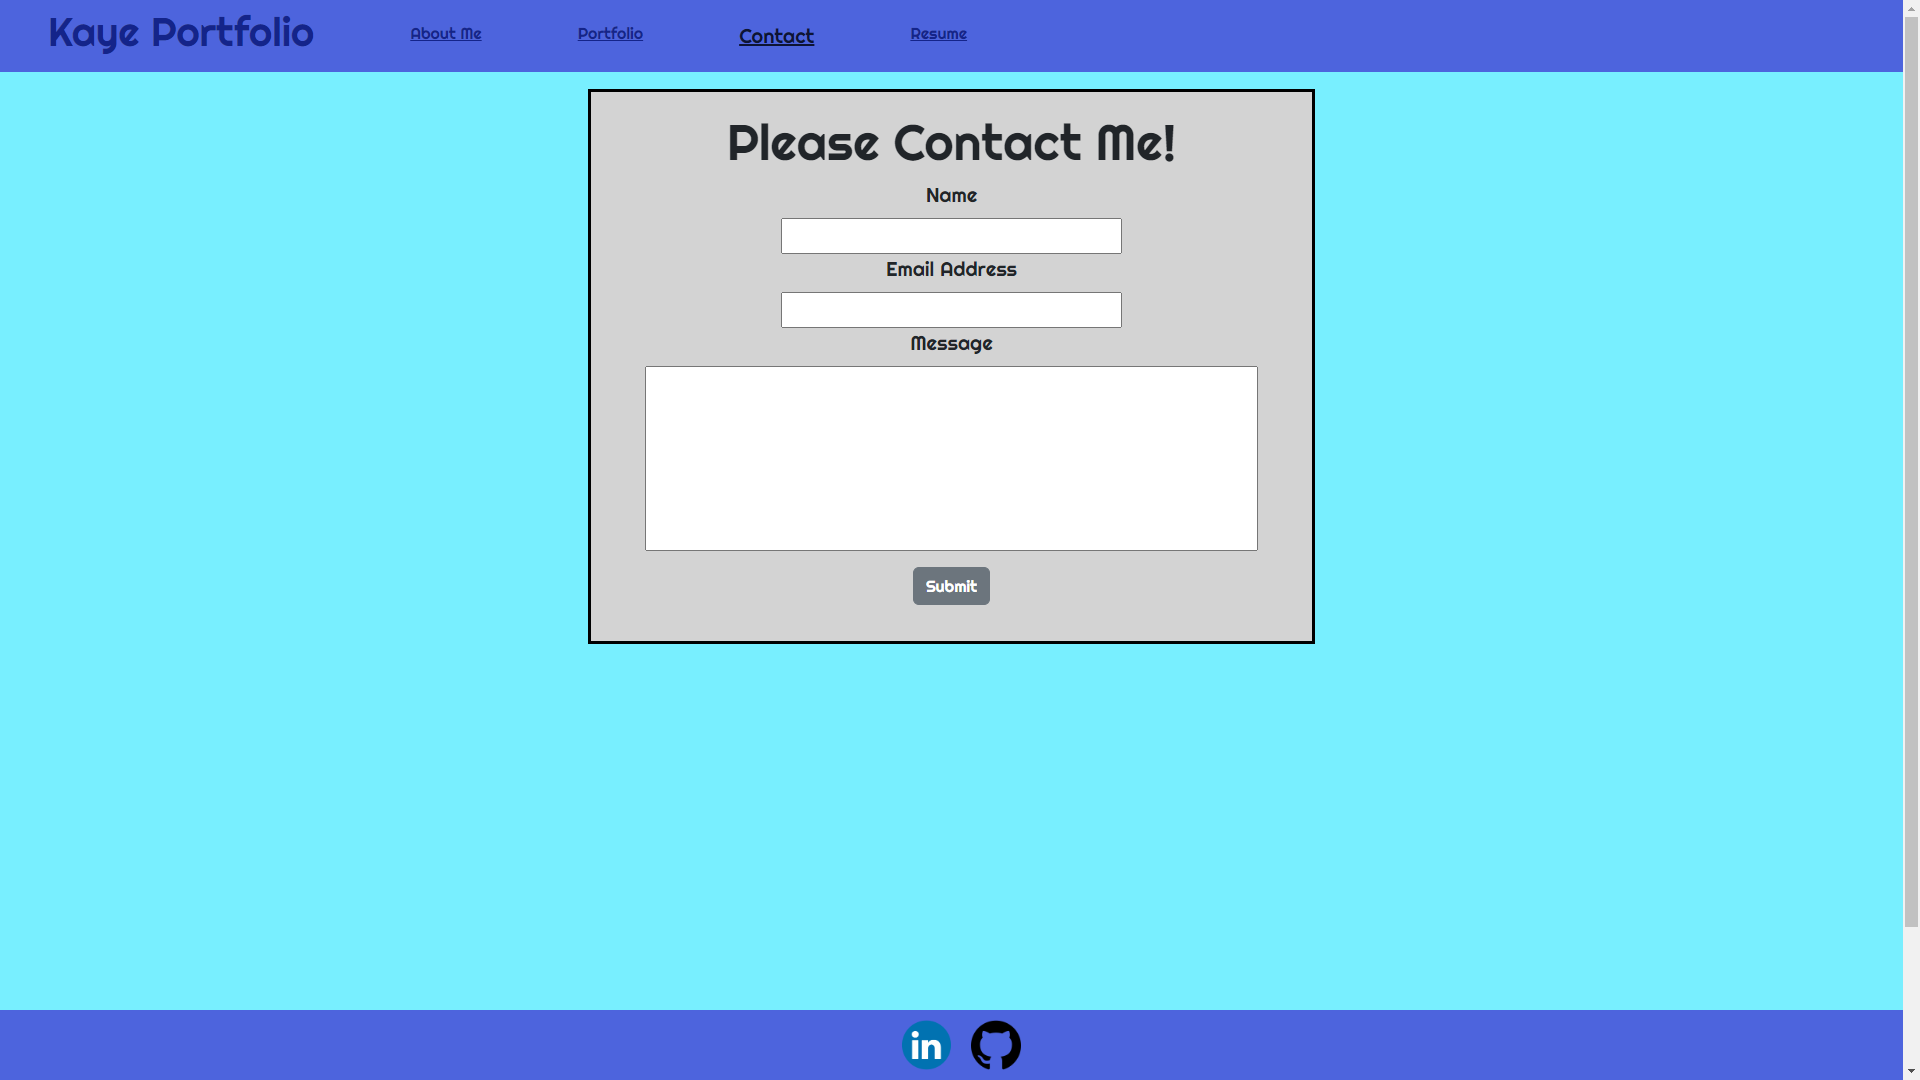 Kaye Portfolio About Me Portfolio Contact Resume
Please Contact Me!
Name
Email Address
Message
Submit
in